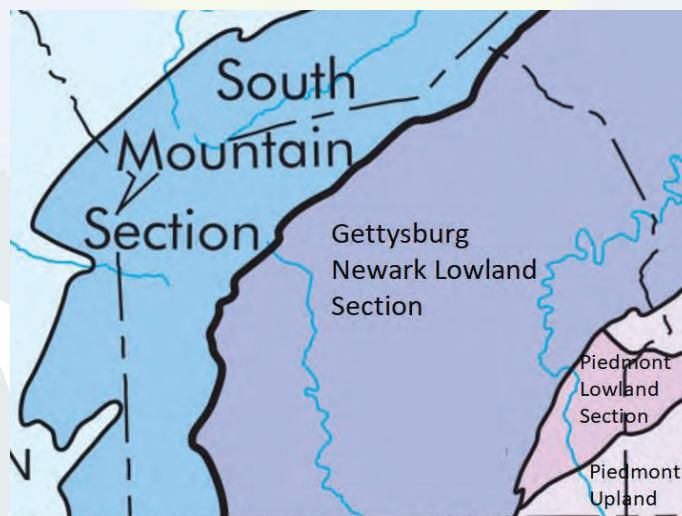 South
Mountain
Section
Gettysburg
Newark Lowland
Section
Piedmont
Lowland
Section
Piedmont
Upland
N